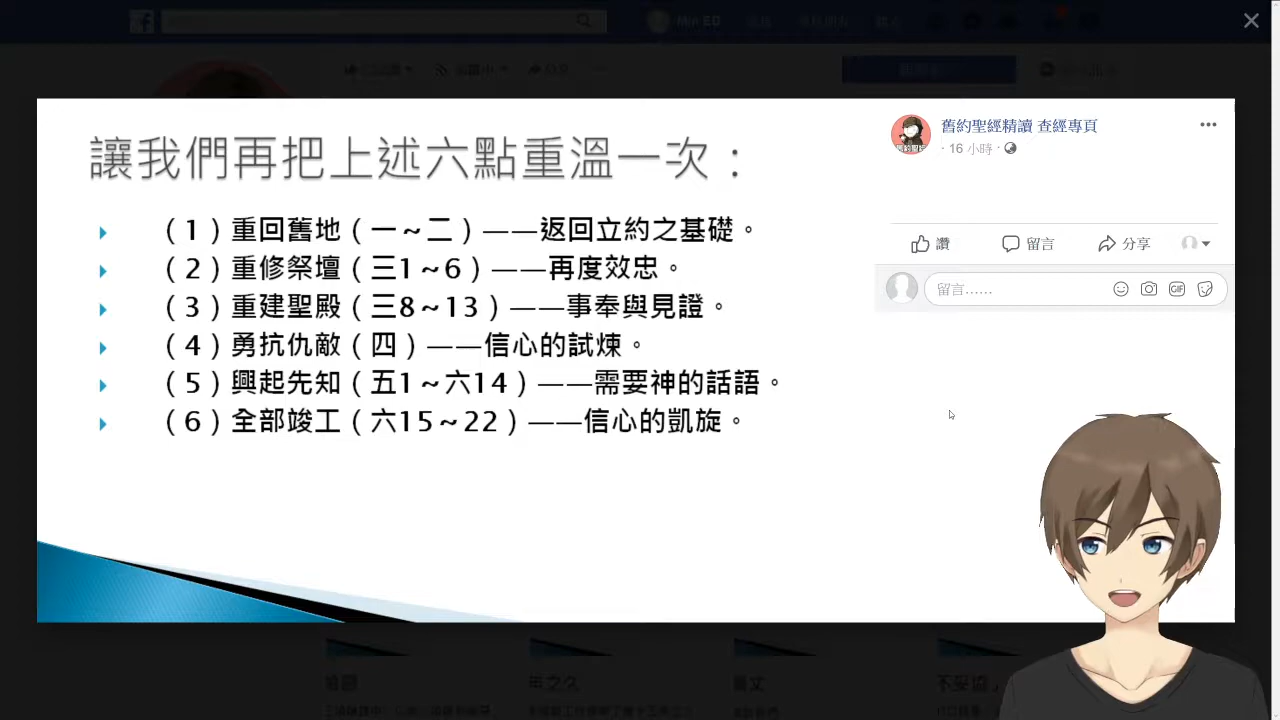 讓我們再把上述六點重溫一次：
（1）重回舊地（一～二）——返回立約之基礎。
（2）重修祭壇（三1～6）——再度效忠。
（3）重建聖殿（三8～13）——事奉與見證。
（4）勇抗仇敵（四）——信心的試煉。
（5）興起先知（五1～六14）——需要神的話語。
（6）全部竣工（六15～22）——信心的凱旋。
舊約聖經精讀 查經專頁
· 16 小時 ·
讚 留言 分享
留言……
GIF